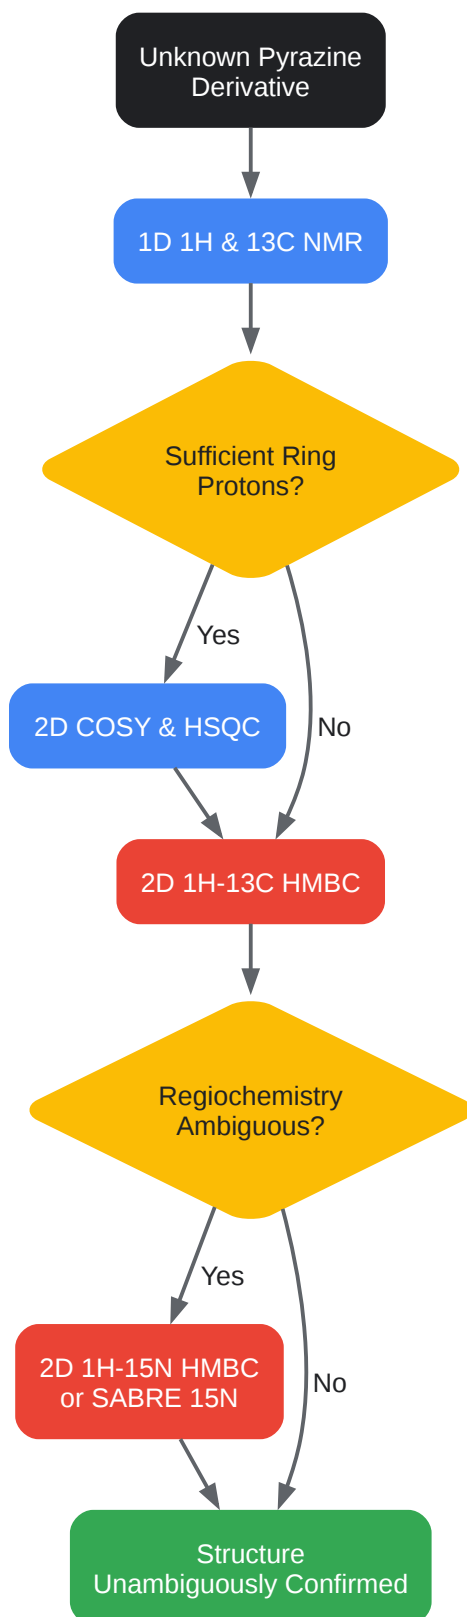 Unknown Pyrazine
Derivative
1D 1H & 13C NMR
Sufficient Ring
Protons?
Yes
2D COSY & HSQC
No
2D 1H-13C HMBC
Regiochemistry
Ambiguous?
Yes
2D 1H-15N HMBC
or SABRE 15N
No
Structure
Unambiguously Confirmed